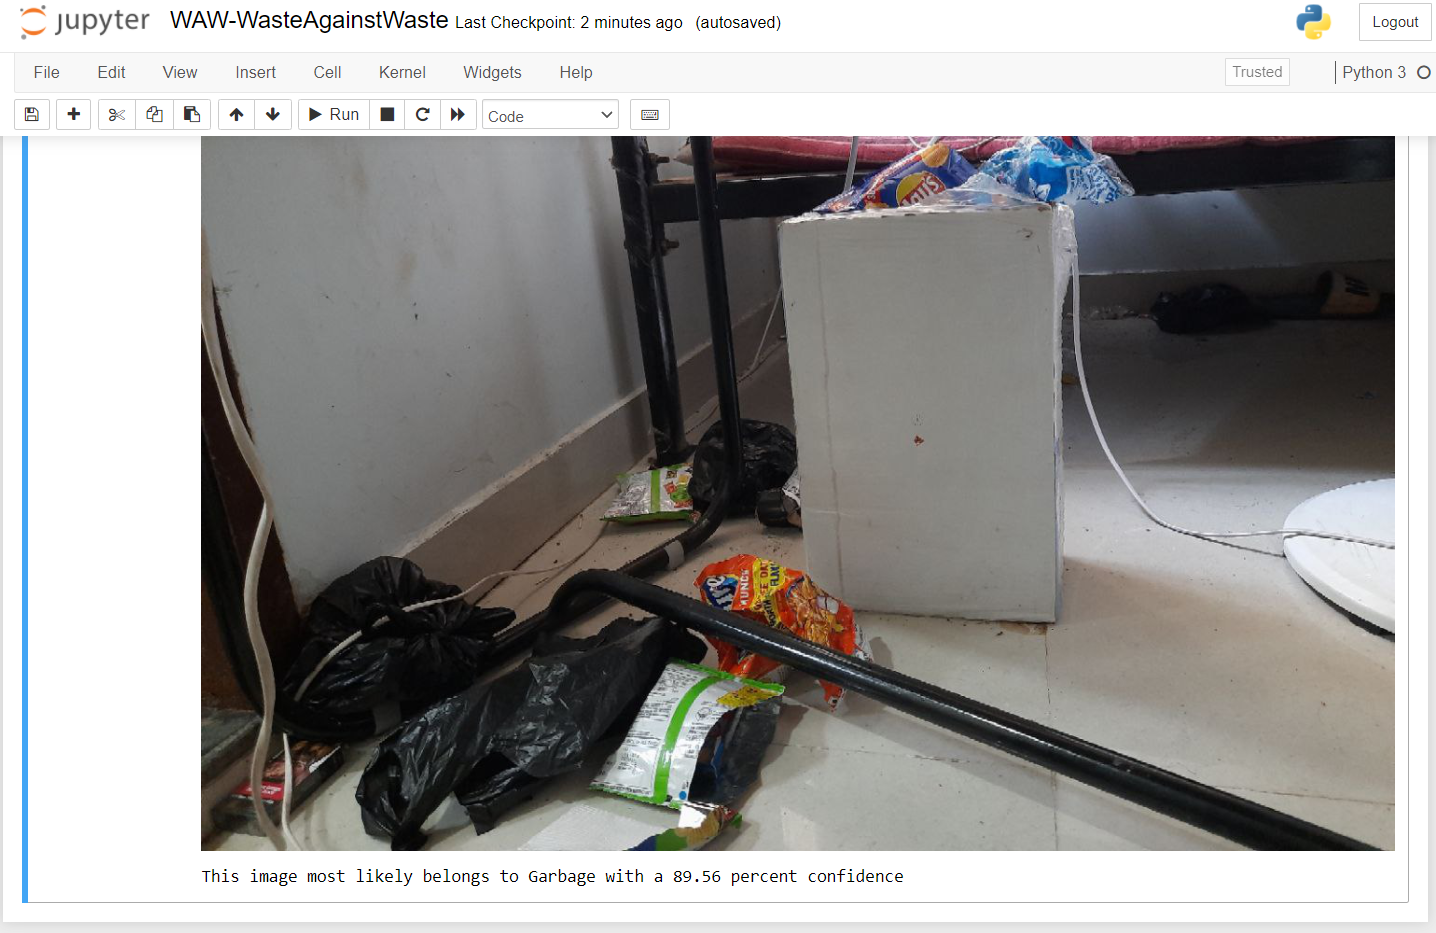 jupyter WAW-WasteAgainstWaste Last Checkpoint: 2 minutes ago (autosaved)
Logout
File Edit View Insert Cell Kernel Widgets Help
Trusted
Python 3
Run
Code
Lay's
This image most likely belongs to Garbage with a 89.56 percent confidence